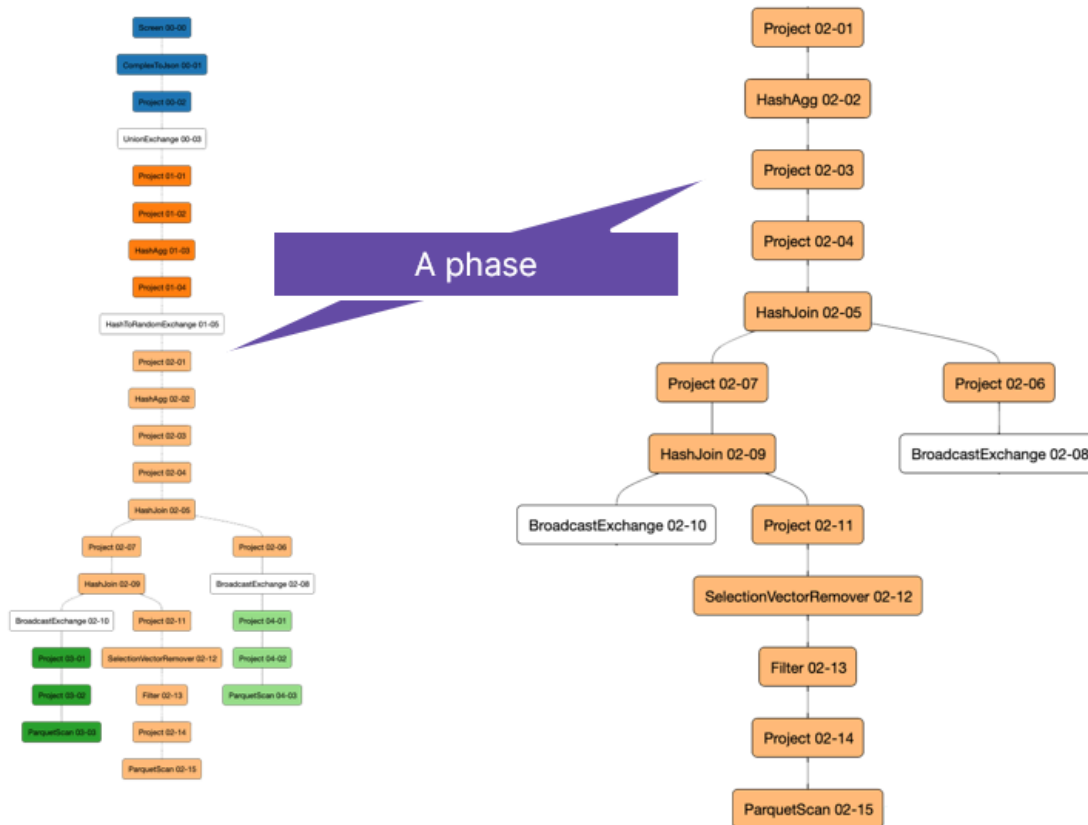 Screen 00-00
ComplexToJson 00-01
Project 00-02
UnionExchange 00-03
Project 01-01
Project 01-02
HashAgg 01-03
Project 01-04
HashToRandomExchange 01-05
Project 02-01
HashAgg 02-02
Project 02-03
Project 02-04
HashJoin 02-05
Project 02-07
Project 02-06
HashJoin 02-09
BroadcastExchange 02-08
BroadcastExchange 02-10
Project 02-11
Project 04-01
Project 03-01
SelectionVectorRemover 02-12
Project 04-02
Project 03-02
Filter 02-13
ParquetScan 04-03
ParquetScan 03-03
Project 02-14
ParquetScan 02-15
A phase
Project 02-01
HashAgg 02-02
Project 02-03
Project 02-04
HashJoin 02-05
Project 02-07
Project 02-06
HashJoin 02-09
BroadcastExchange 02-08
BroadcastExchange 02-10
Project 02-11
SelectionVectorRemover 02-12
Filter 02-13
Project 02-14
ParquetScan 02-15